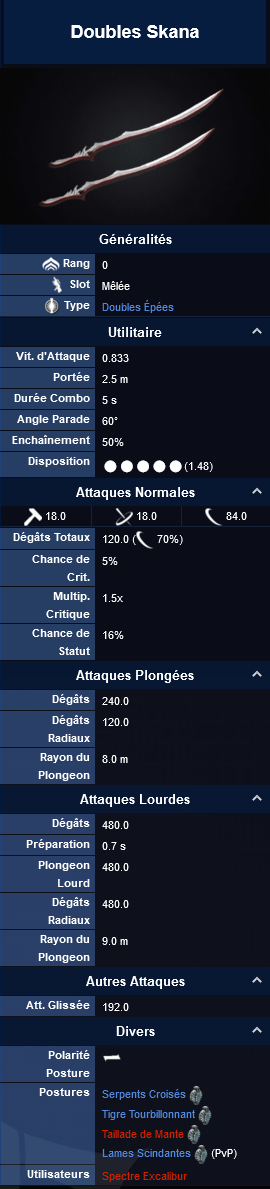 Doubles Skana
Généralités
Rang 0
Slot Mêlée
Type Doubles Épées
Utilitaire
Vit. d'Attaque 0.833
Portée 2.5 m
Durée Combo 5 s
Angle Parade 60°
Enchaînement 50%
Disposition (1.48)
Attaques Normales
18.0 18.0 84.0
Dégâts Totaux 120.0 ( 70%)
Chance de 5%
Crit.
Multip. 1.5x
Critique
Chance de 16%
Statut
Attaques Plongées
Dégâts 240.0
Dégâts 120.0
Radiaux
Rayon du 8.0 m
Plongeon
Attaques Lourdes
Dégâts 480.0
Préparation 0.7 s
Plongeon 480.0
Lourd
Dégâts 480.0
Radiaux
Rayon du 9.0 m
Plongeon
Autres Attaques
Att. Glissée 192.0
Divers
Polarité
Posture
Postures Serpents Croisés
Tigre Tourbillonnant
Taillade de Mante
Lames Scindantes (PvP)
Utilisateurs Spectre Excalibur